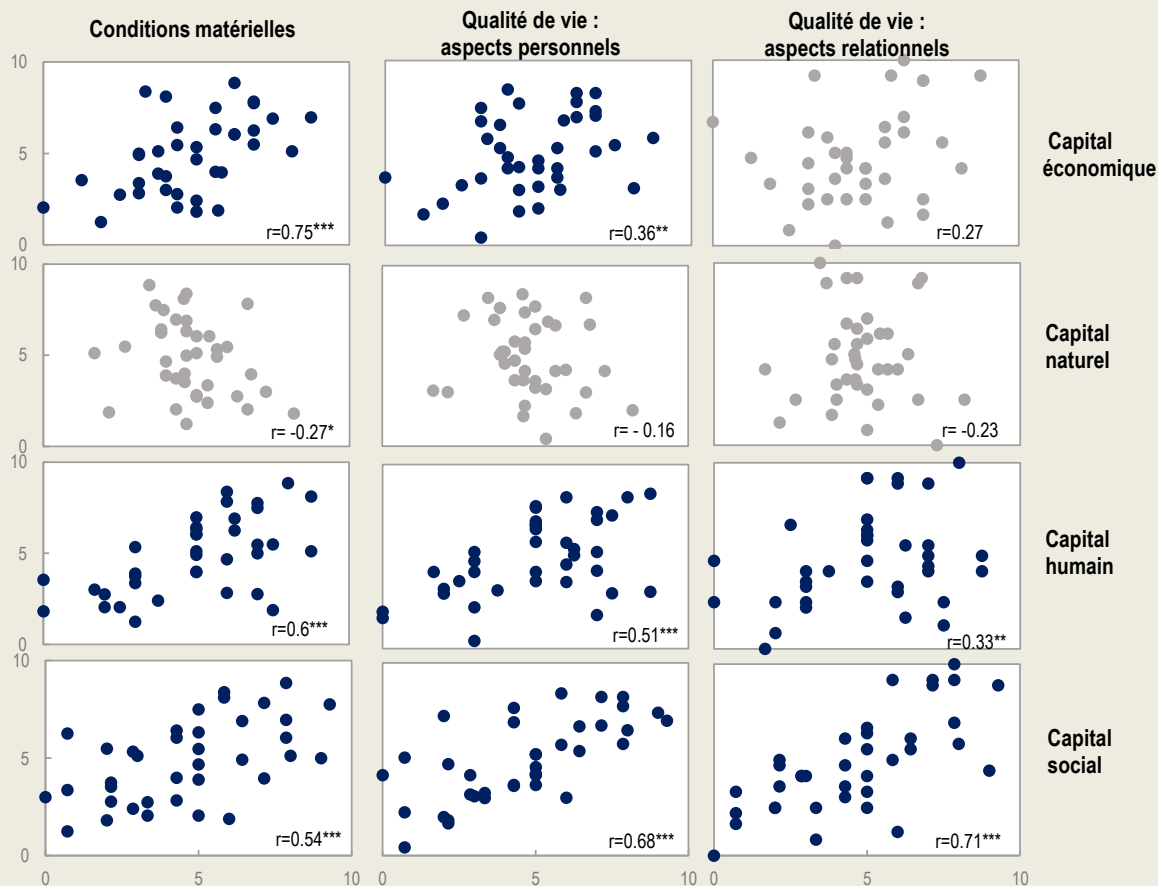 Conditions matérielles
Qualité de vie :
aspects personnels
Qualité de vie :
aspects relationnels
10
5
0
r=0.75***
r=0.36**
r=0.27
Capital
économique
10
5
0
r= -0.27*
r= - 0.16
r= -0.23
Capital
naturel
10
5
0
r=0.6***
r=0.51***
r=0.33**
Capital
humain
10
5
0
r=0.54***
r=0.68***
r=0.71***
Capital
social
0 5 10 0 5 10 0 5 10